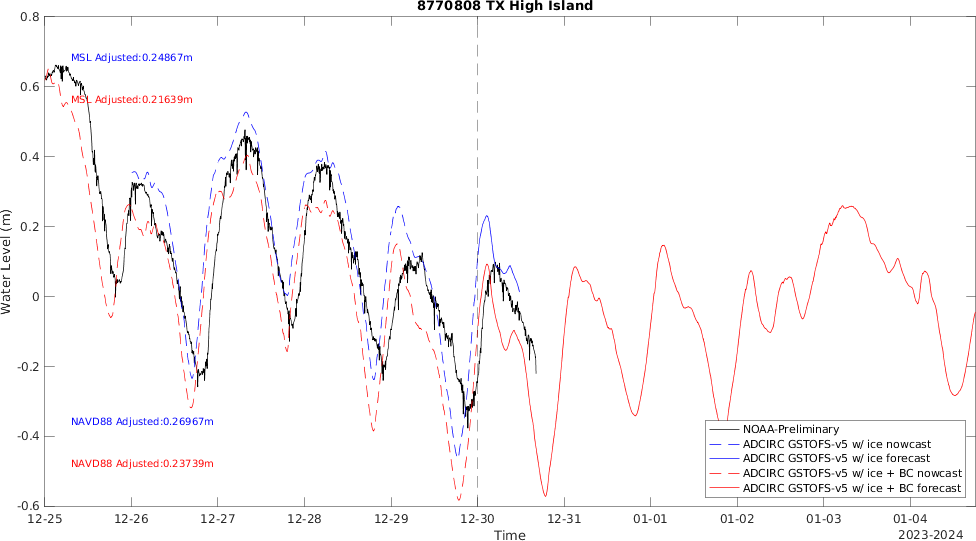 8770808 TX High Island
0.8
0.6
0.4
0.2
0
-0.2
-0.4
-0.6
Water Level (m)
MSL Adjusted:0.24867m
MSL Adjusted:0.21639m
NAVD88 Adjusted:0.26967m
NAVD88 Adjusted:0.23739m
NOAA-Preliminary
ADCIRC GSTOFS-v5 w/ ice nowcast
ADCIRC GSTOFS-v5 w/ ice forecast
ADCIRC GSTOFS-v5 w/ ice + BC nowcast
ADCIRC GSTOFS-v5 w/ ice + BC forecast
12-25 12-26 12-27 12-28 12-29 12-30 12-31 01-01 01-02 01-03 01-04
Time
2023-2024